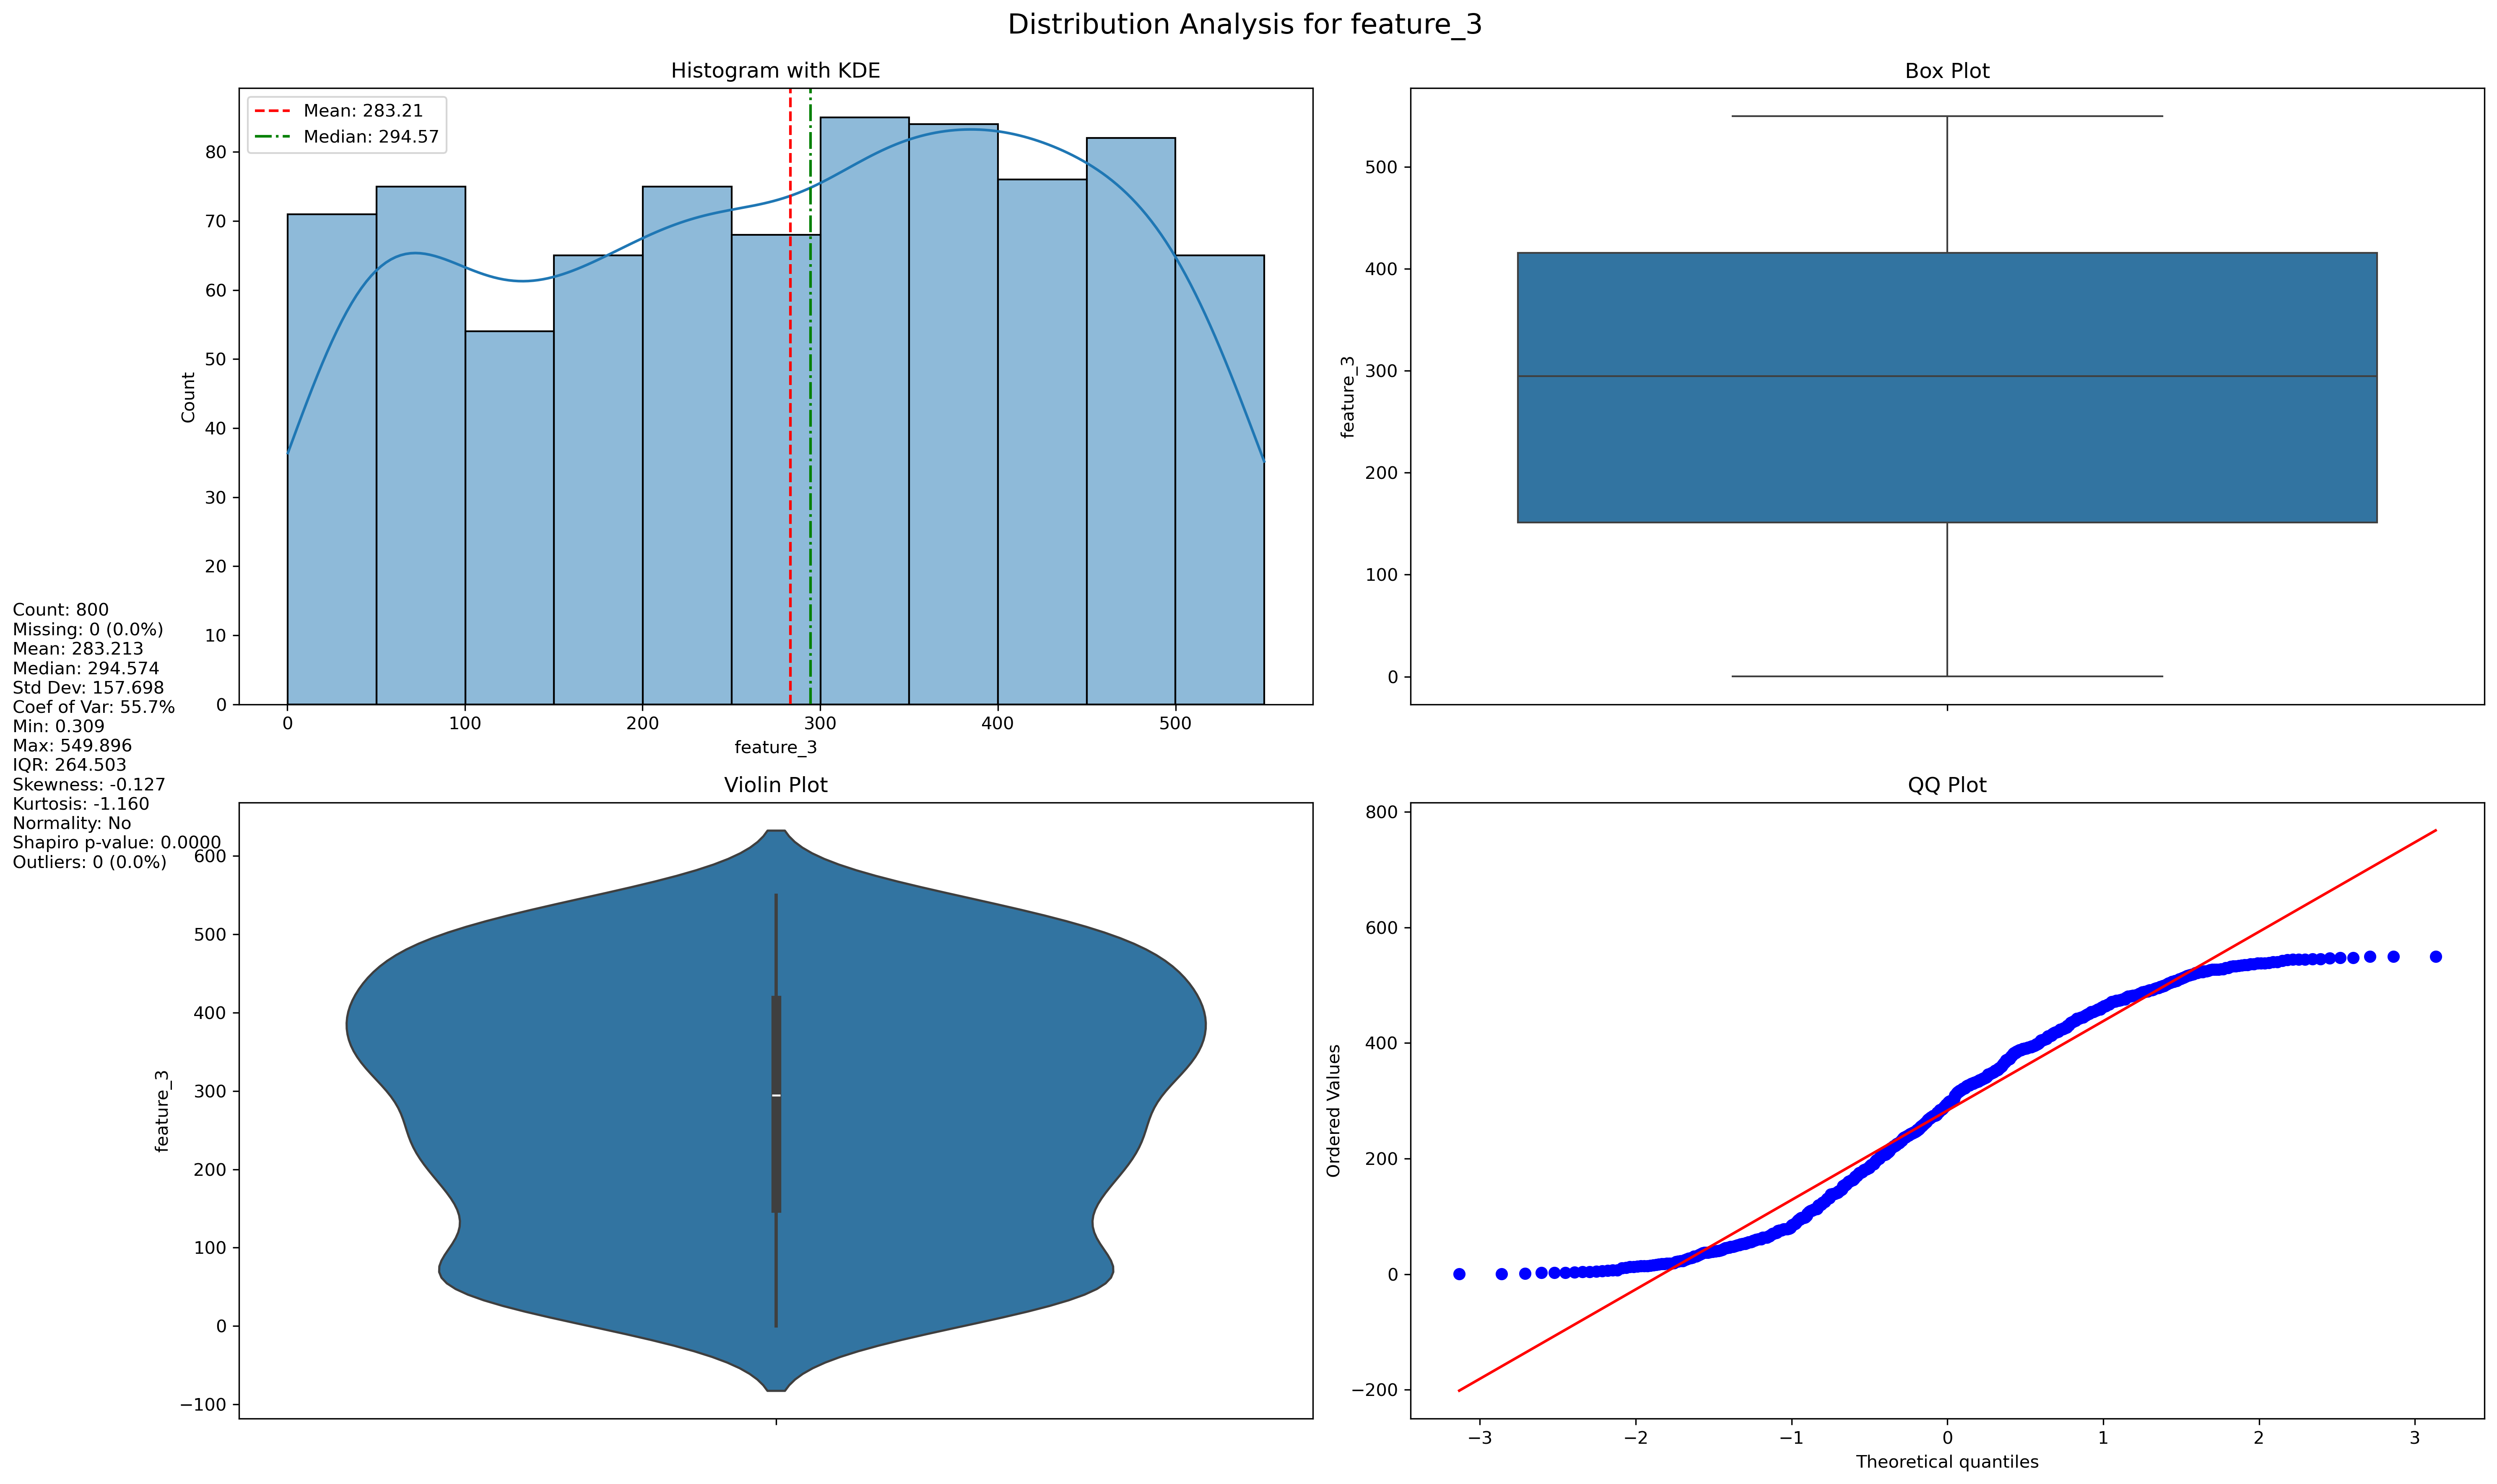 Distribution Analysis for feature_3
Histogram with KDE
Mean: 283.21
Median: 294.57
80
70
60
50
40
30
20
10
0
Count
0 100 200 300 400 500
feature_3
Box Plot
500
400
300
200
100
0
feature_3
Count: 800
Missing: 0 (0.0%)
Mean: 283.213
Median: 294.574
Std Dev: 157.698
Coef of Var: 55.7%
Min: 0.309
Max: 549.896
IQR: 264.503
Skewness: -0.127
Kurtosis: -1.160
Normality: No
Shapiro p-value: 0.0000
Outliers: 0 (0.0%)
Violin Plot
600
500
400
300
200
100
0
−100
feature_3
QQ Plot
800
600
400
200
0
−200
Ordered Values
−3 −2 −1 0 1 2 3
Theoretical quantiles